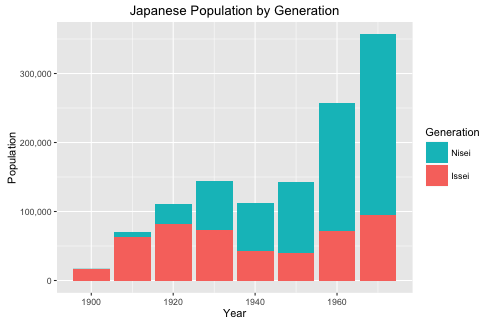 Japanese Population by Generation
Population
300,000
200,000
100,000
0
1900
1920
1940
1960
Year
Generation
Nisei
Issei